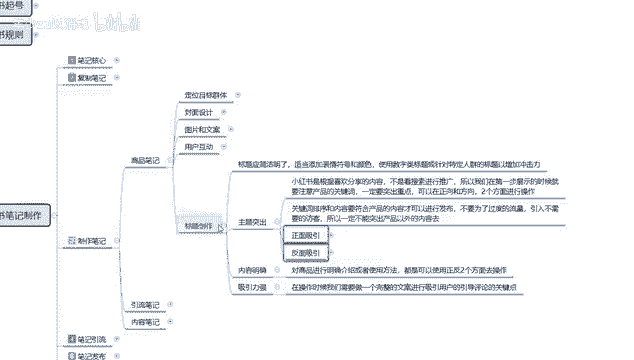 书起号
书规则
笔记核心
复制笔记
定位目标群体
封面设计
图片和文案
用户互动
商品笔记
标题应简洁明了，适当添加表情符号和颜色，使用数字类标题或针对特定人群的标题以增加冲击力
小红书是根据喜欢分享的内容，不是看搜素进行推广，所以我们在第一步展示的时候就
要注意产品的关键词，一定要突出重点，可以在正向和方向，2个方面进行操作
主题突出
关键词排序和内容要符合产品的内容才可以进行发布，不要为了过度的流量，引入不需
要的访客，所以一定不能突出产品以外的内容去
书笔记制作
标题创作
正面吸引
制作笔记
反面吸引
内容明确
对商品进行明确介绍或者使用方法，都是可以使用正反2个方面去操作
吸引力强
在操作时候我们需要做一个完整的文案进行吸引用户的引导评论的关键点
引流笔记
内容笔记
笔记引流
笔记发布